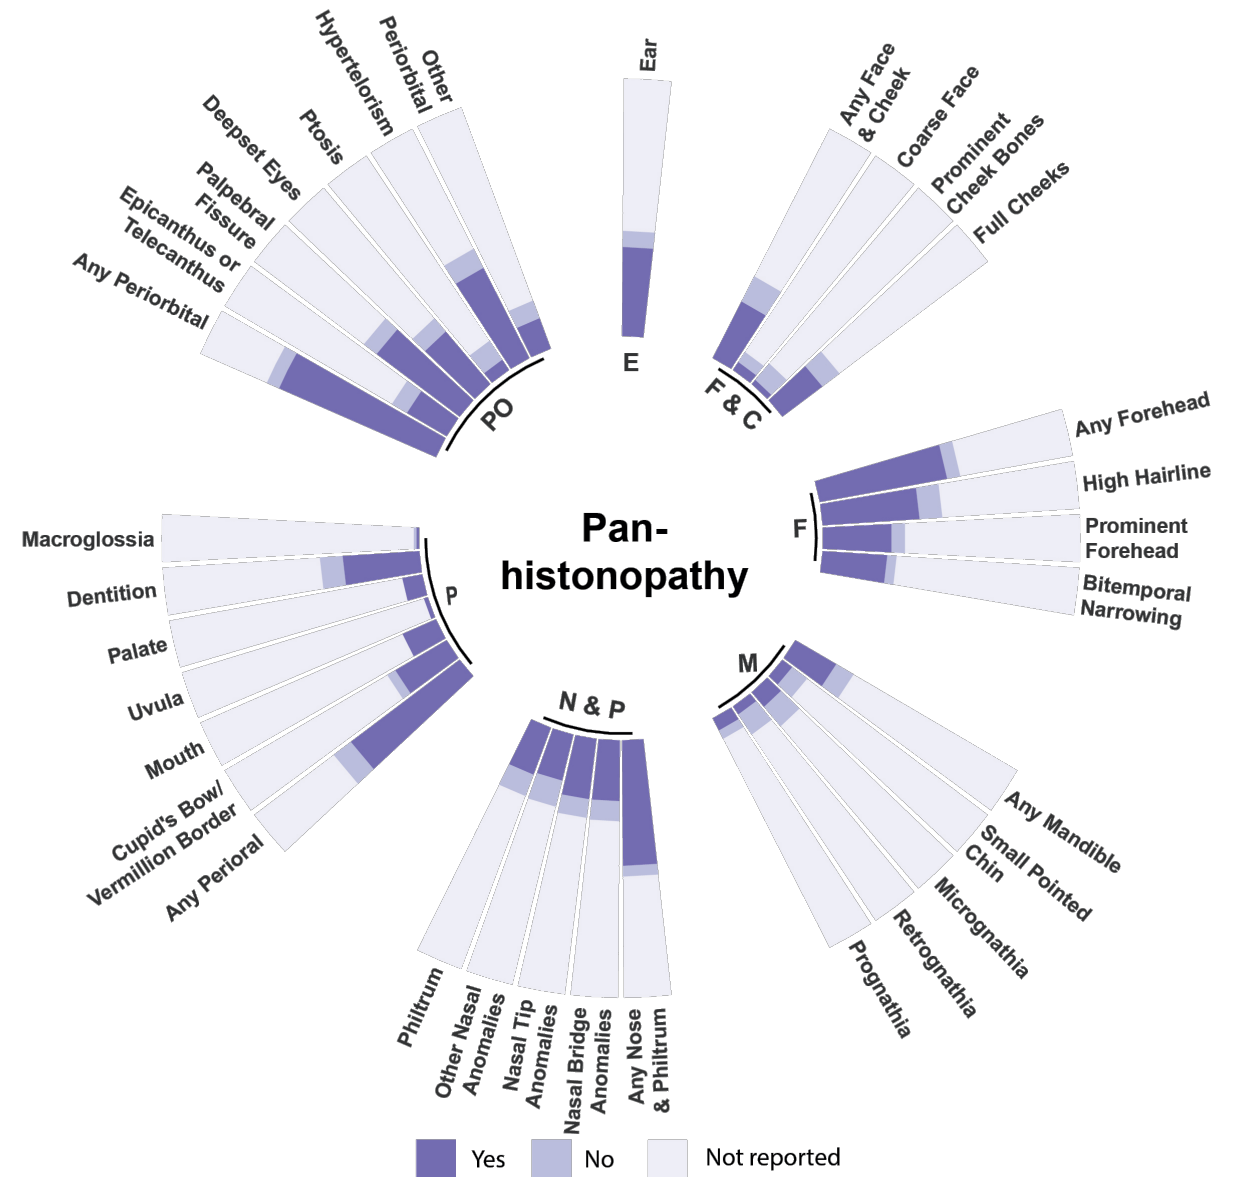 Ear
Any Face
& Cheek
Coarse Face
Prominent
Cheek Bones
Full Cheeks
Any Forehead
High Hairline
Prominent
Forehead
Bitemporal
Narrowing
Any Mandible
Small Pointed
Chin
Micrognathia
Retrognathia
Prognathia
Any Nose
& Philtrum
Nasal Bridge
Anomalies
Nasal Tip
Anomalies
Other Nasal
Anomalies
Philtrum
Any Perioral
Cupid's Bow/
Vermillion Border
Mouth
Uvula
Palate
Dentition
Macroglossia
Any Periorbital
Epicanthus or
Telecanthus
Palpebral
Fissure
Deepset Eyes
Ptosis
Hypertelorism
Other
Periorbital
E
F & C
F
M
N & P
P
PO
Pan-
histonopathy
Yes
No
Not reported